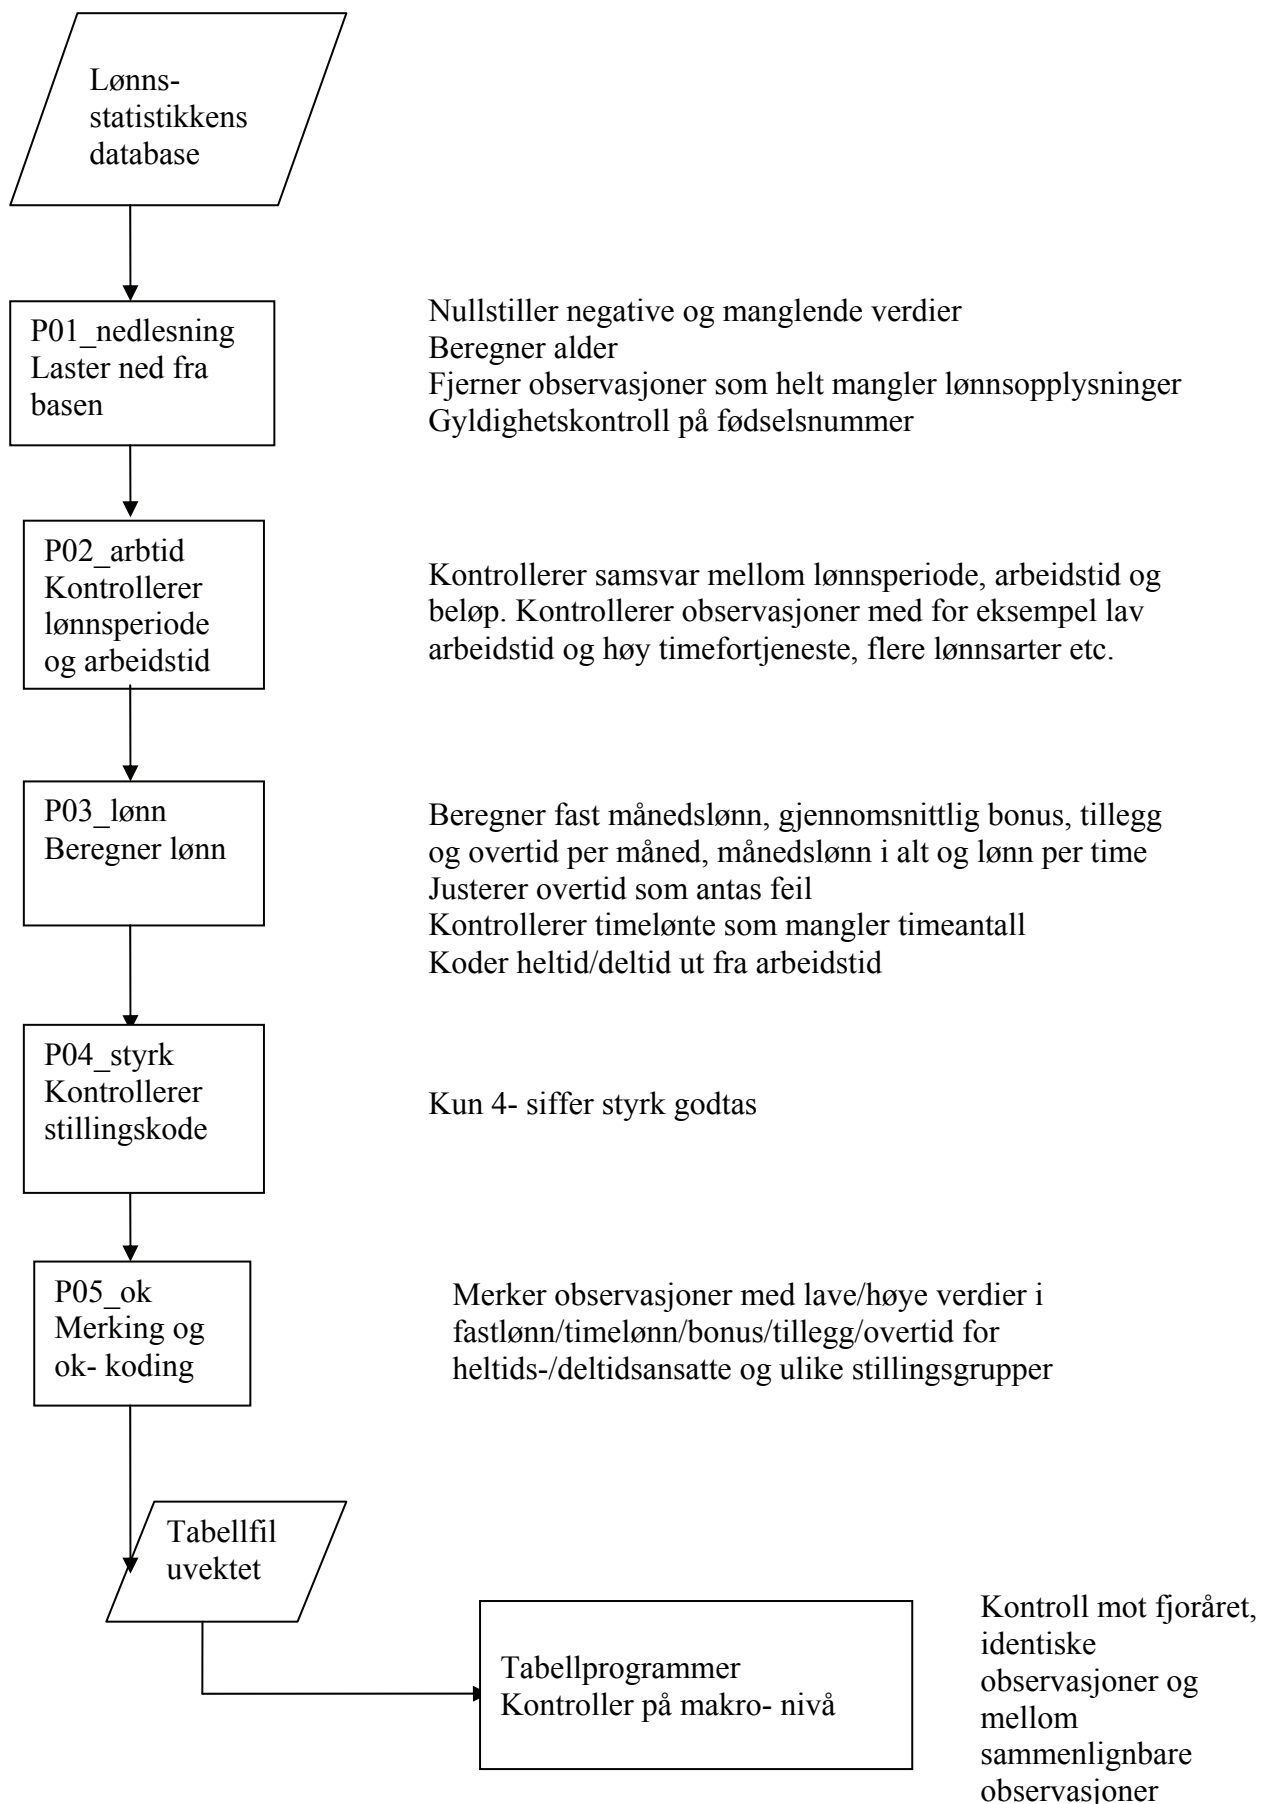 Lønns-
statistikkens
database
P01_nedlesning
Laster ned fra
basen
Nullstiller negative og manglende verdier
Beregner alder
Fjerner observasjoner som helt mangler lønnsopplysninger
Gyldighetskontroll på fødselsnummer
P02_arbtid
Kontrollerer
lønnsperiode
og arbeidstid
Kontrollerer samsvar mellom lønnsperiode, arbeidstid og
beløp. Kontrollerer observasjoner med for eksempel lav
arbeidstid og høy timefortjeneste, flere lønnsarter etc.
P03_lønn
Beregner lønn
Beregner fast månedslønn, gjennomsnittlig bonus, tillegg
og overtid per måned, månedslønn i alt og lønn per time
Justerer overtid som antas feil
Kontrollerer timelønte som mangler timeantall
Koder heltid/deltid ut fra arbeidstid
P04_styrk
Kontrollerer
stillingskode
Kun 4- siffer styrk godtas
P05_ok
Merking og
ok- koding
Merker observasjoner med lave/høye verdier i
fastlønn/timelønn/bonus/tillegg/overtid for
heltids-/deltidsansatte og ulike stillingsgrupper
Tabellfil
uvektet
Tabellprogrammer
Kontroller på makro- nivå
Kontroll mot fjoråret,
identiske
observasjoner og
mellom
sammenlignbare
observasjoner